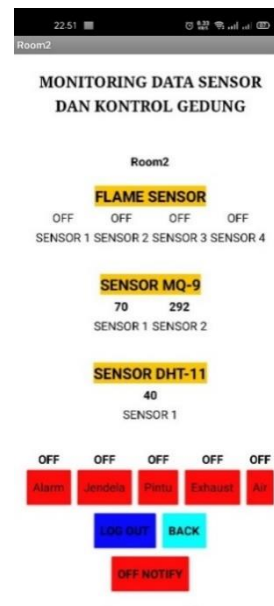 22.51
Room2
MONITORING DATA SENSOR
DAN KONTROL GEDUNG
Room2
FLAME SENSOR
OFF OFF OFF OFF
SENSOR 1 SENSOR 2 SENSOR 3 SENSOR 4
SENSOR MQ-9
70 292
SENSOR 1 SENSOR 2
SENSOR DHT-11
40
SENSOR 1
OFF OFF OFF OFF OFF
Alarm Jendela Pintu Exhaust Air
LOG OUT BACK
OFF NOTIFY